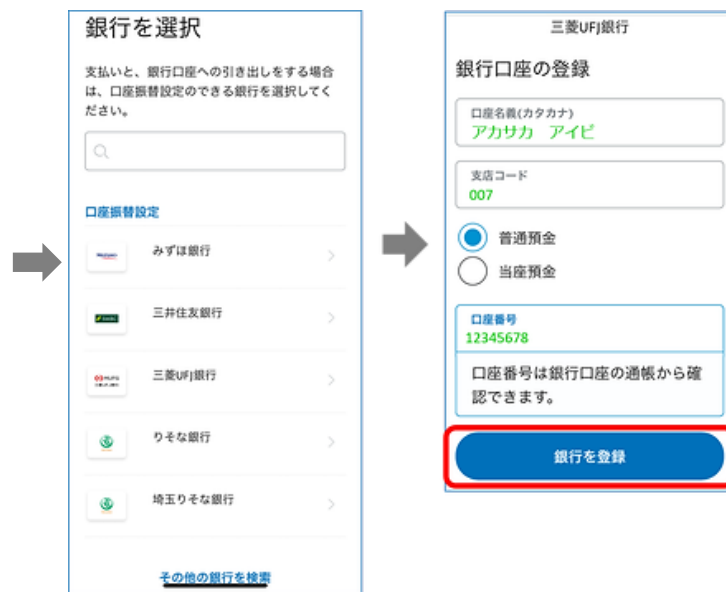 銀行を選択
支払いと、銀行口座への引き出しをする場合
は、口座振替設定のできる銀行を選択してく
ださい。
口座振替設定
みずほ銀行
三井住友銀行
三菱UFJ銀行
りそな銀行
埼玉りそな銀行
その他の銀行を検索
三菱UFJ銀行
銀行口座の登録
口座名義(カタカナ)
アカサカ　アイビ
支店コード
007
普通預金
当座預金
口座番号
12345678
口座番号は銀行口座の通帳から確
認できます。
銀行を登録